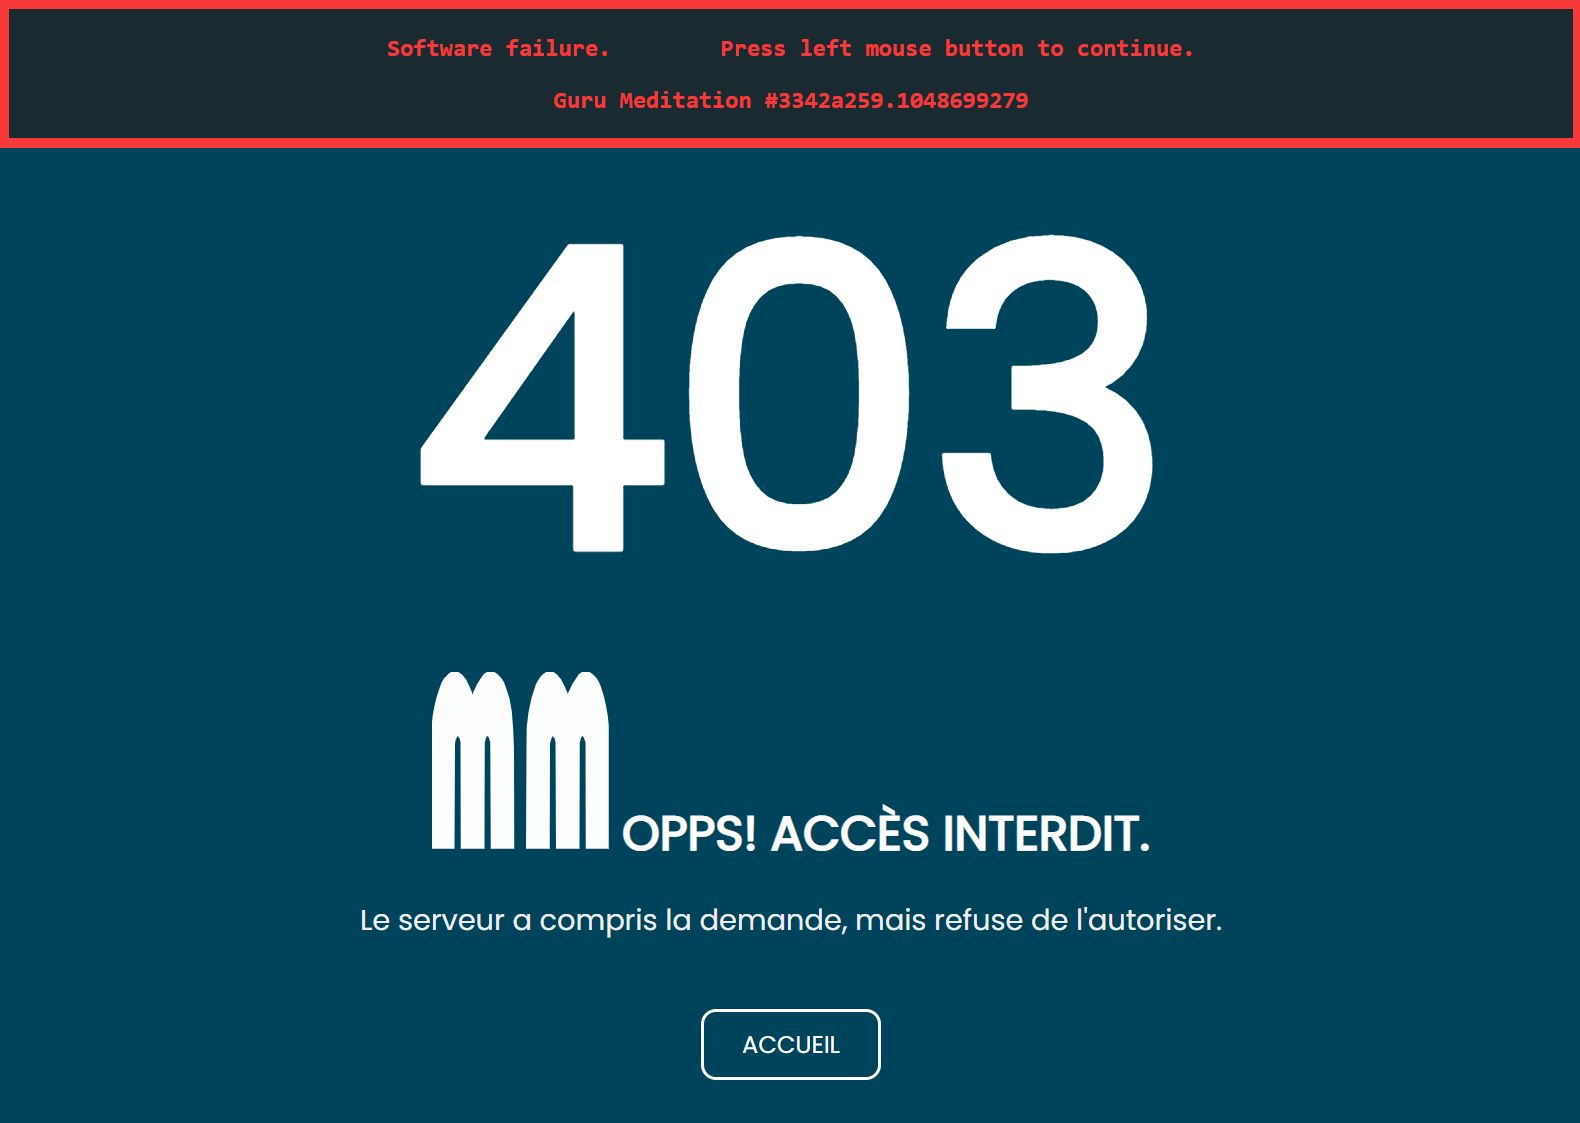 Software failure. Press left mouse button to continue.
Guru Meditation #3342a259.1048699279
403
OPPS! ACCÈS INTERDIT.
Le serveur a compris la demande, mais refuse de l'autoriser.
ACCUEIL